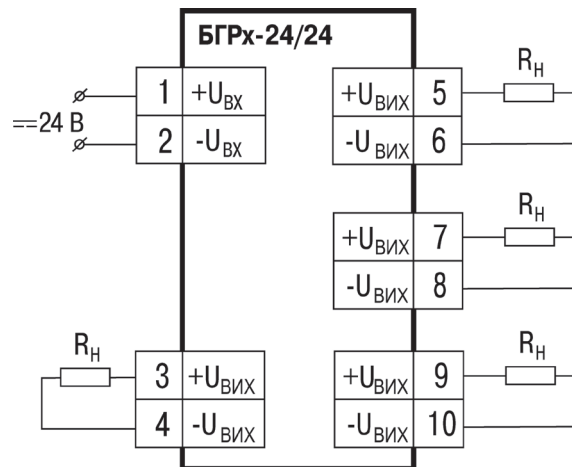 БГРх-24/24
1 +UВХ
2 -UВХ
==24 В
+UВИХ 5 RН
-UВИХ 6
+UВИХ 7 RН
-UВИХ 8
RН 3 +UВИХ
4 -UВИХ
+UВИХ 9 RН
-UВИХ 10